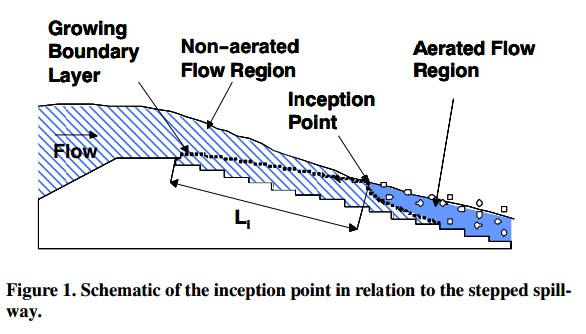 Growing
Boundary
Layer
Non-aerated
Flow Region
Aerated Flow
Region
Inception
Point
Flow
LI
Figure 1. Schematic of the inception point in relation to the stepped spill-
way.